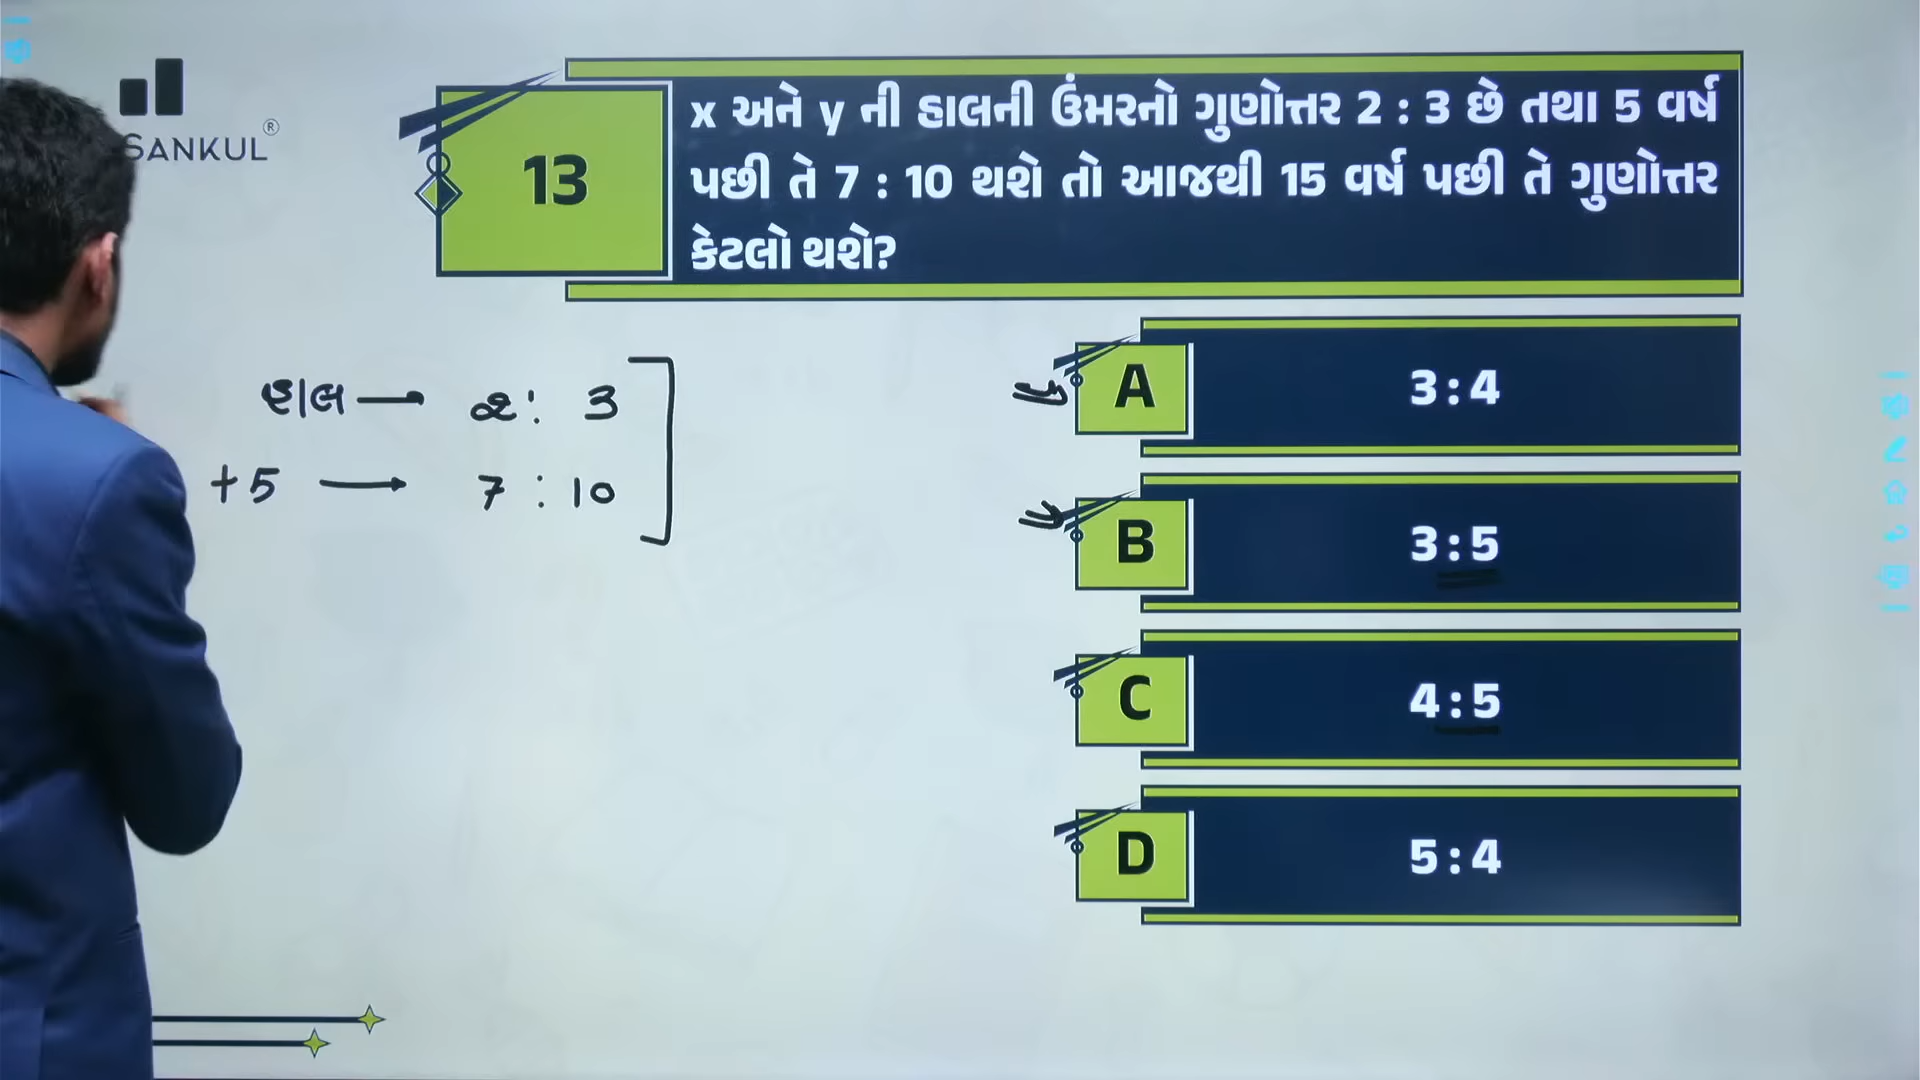 SANKUL®
13
x અને y ની હાલની ઉંમરનો ગુણોત્તર 2 : 3 છે તથા 5 વર્ષ
પછી તે 7 : 10 થશે તો આજથી 15 વર્ષ પછી તે ગુણોત્તર
કેટલો થશે?
હાલ → 2 : 3
+5 → 7 : 10
A 3:4
B 3:5
C 4:5
D 5:4